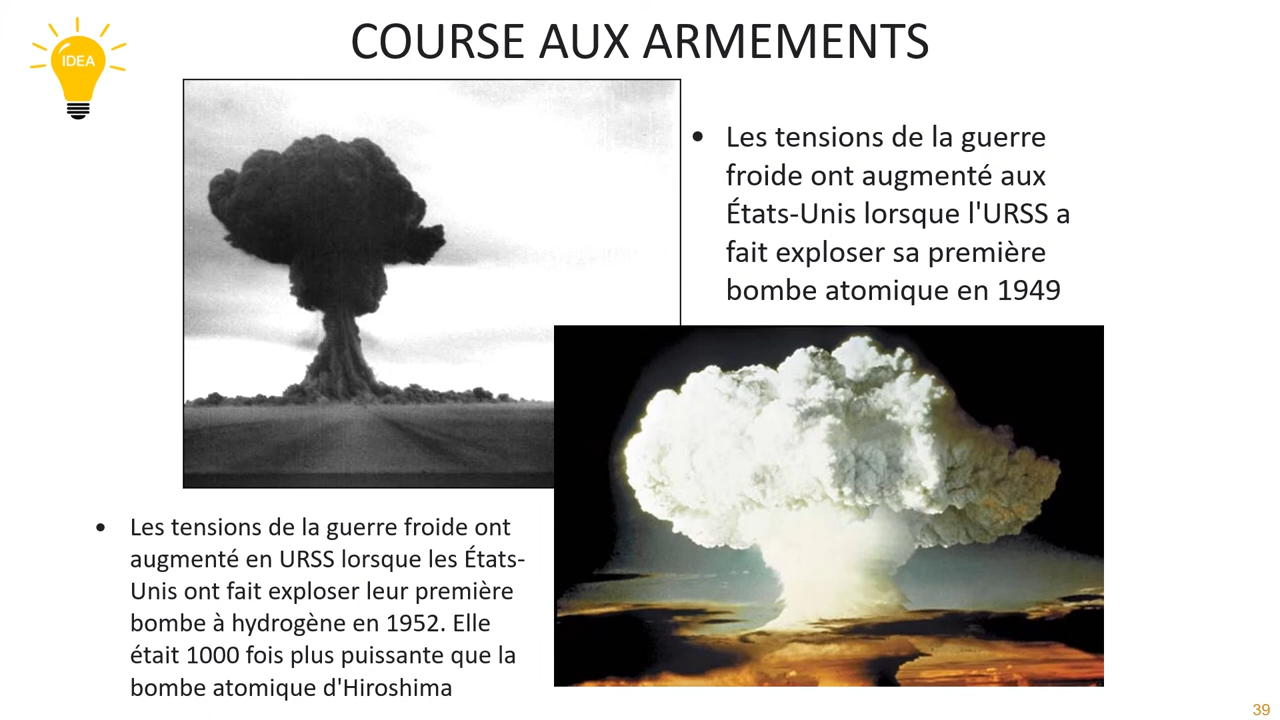 COURSE AUX ARMEMENTS
IDEA
• Les tensions de la guerre
froide ont augmenté aux
États-Unis lorsque l'URSS a
fait exploser sa première
bombe atomique en 1949
• Les tensions de la guerre froide ont
augmenté en URSS lorsque les États-
Unis ont fait exploser leur première
bombe à hydrogène en 1952. Elle
était 1000 fois plus puissante que la
bombe atomique d'Hiroshima
39